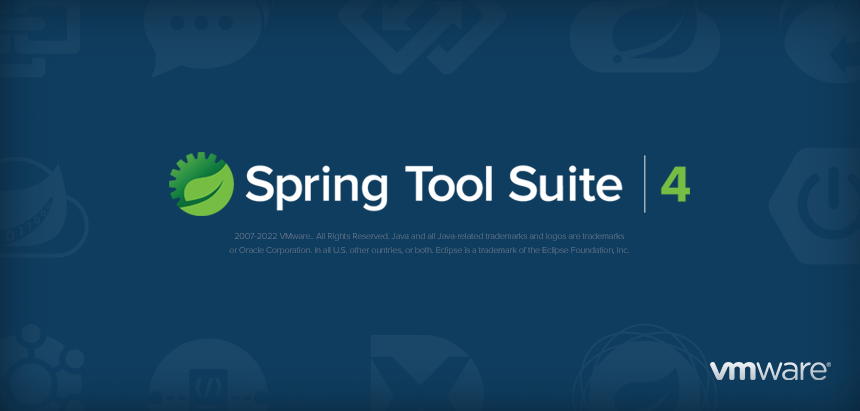 Spring Tool Suite | 4
2007-2022 VMware.. All Rights Reserved. Java and all Java-related trademarks and logos are trademarks
or Oracle Corporation. in all U.S. other ountries, or both. Eclipse is a trademark of the Eclipse Foundation, Inc.
vmware®